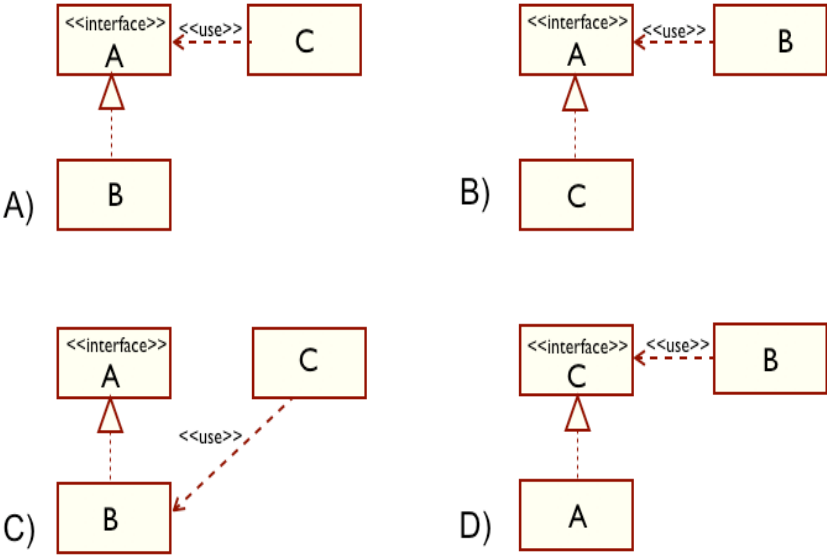 <<interface>>
A
<<use>>
C
B
A)
<<interface>>
A
<<use>>
B
C
B)
<<interface>>
A
C
<<use>>
B
C)
<<interface>>
C
<<use>>
B
A
D)